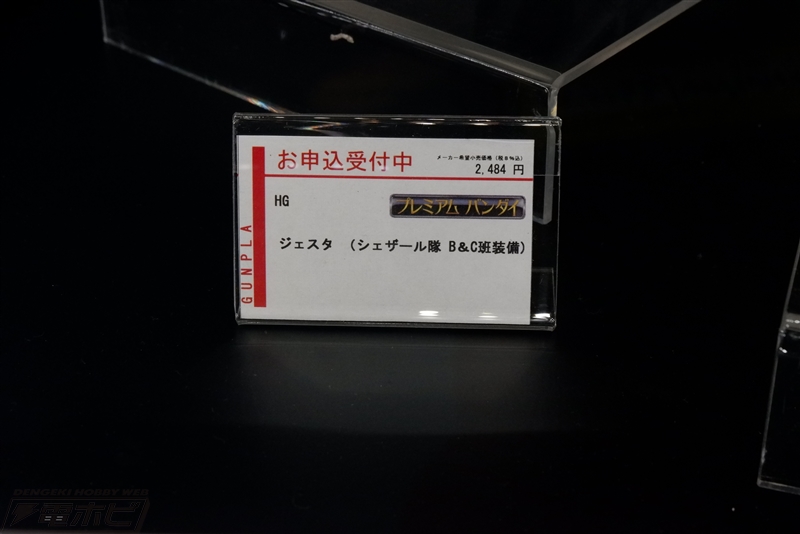 お申込受付中
メーカー希望小売価格（税8%込）
2,484 円
HG
プレミアム バンダイ
ジェスタ （シェザール隊 B&C班装備）
GUNPLA
DENGEKI HOBBY WEB
電ホビ